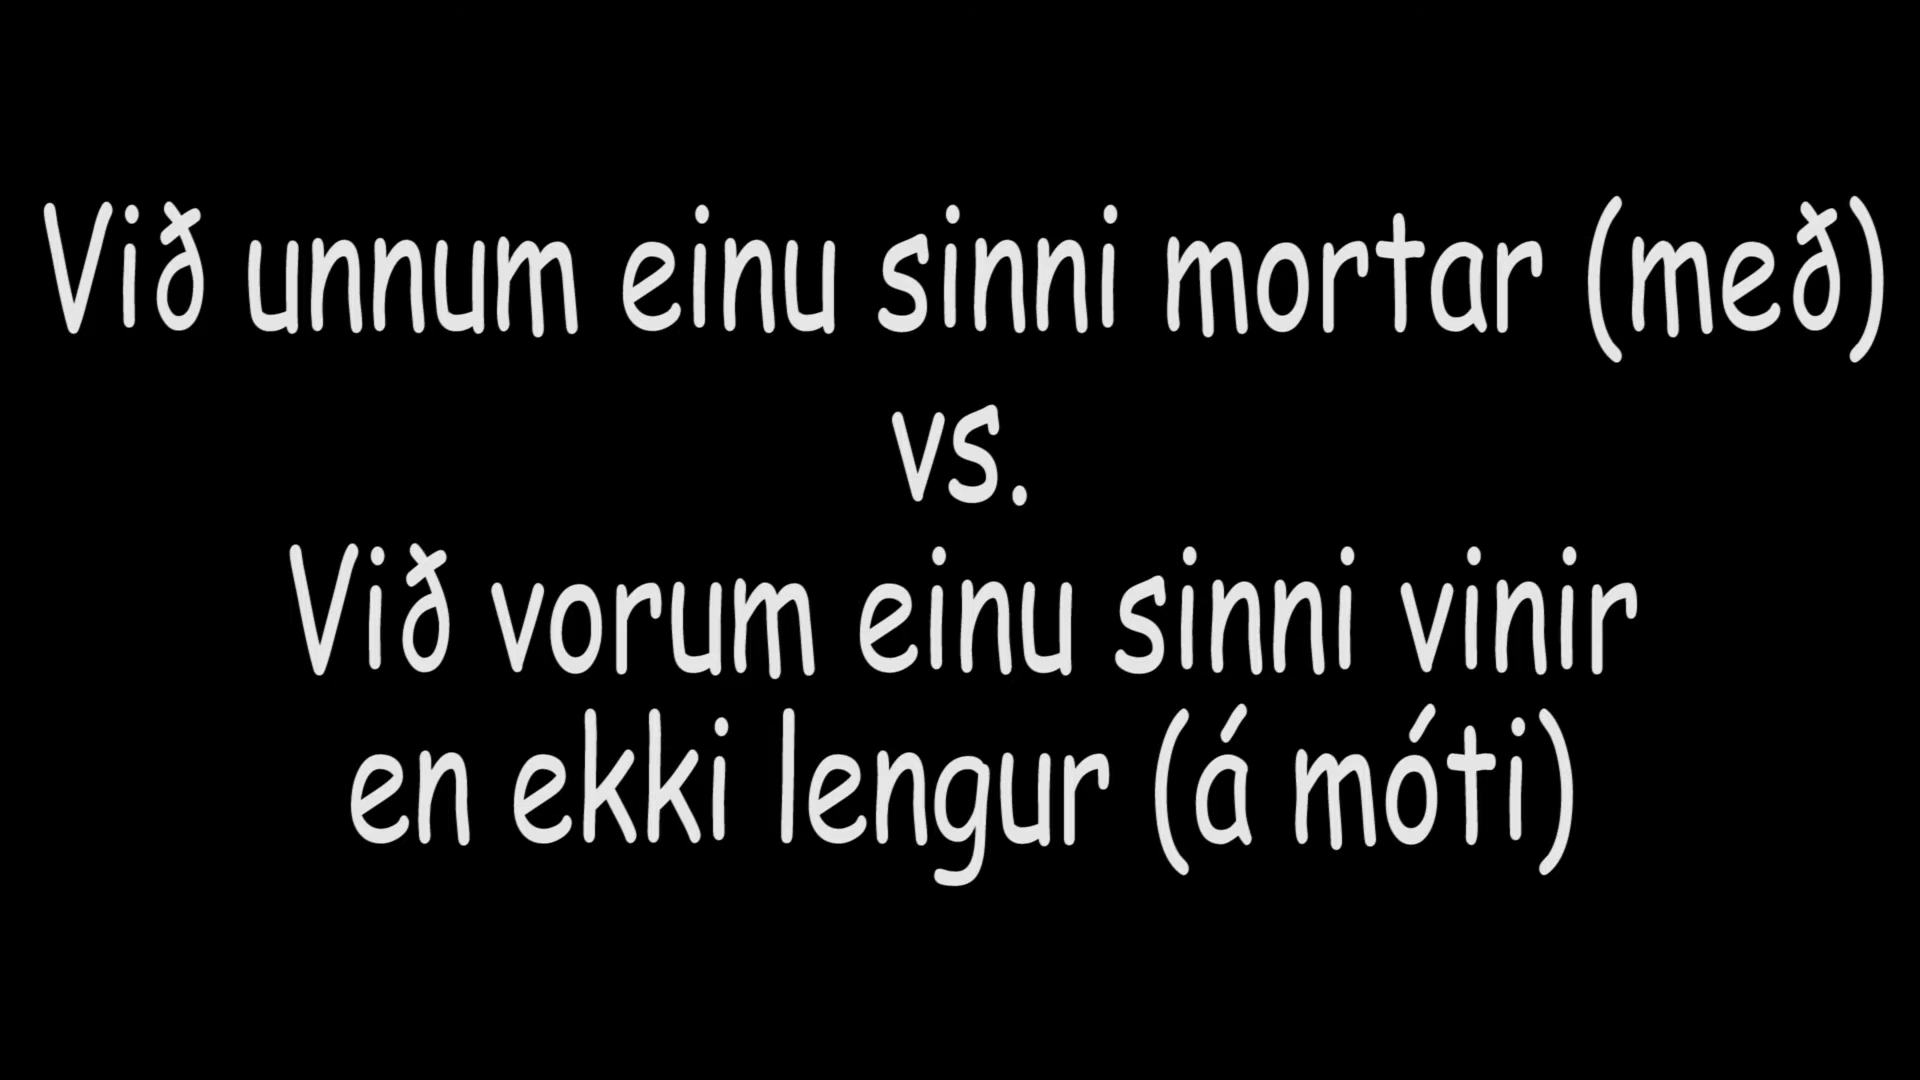 Við unnum einu sinni mortar (með)
vs.
Við vorum einu sinni vinir
en ekki lengur (á móti)